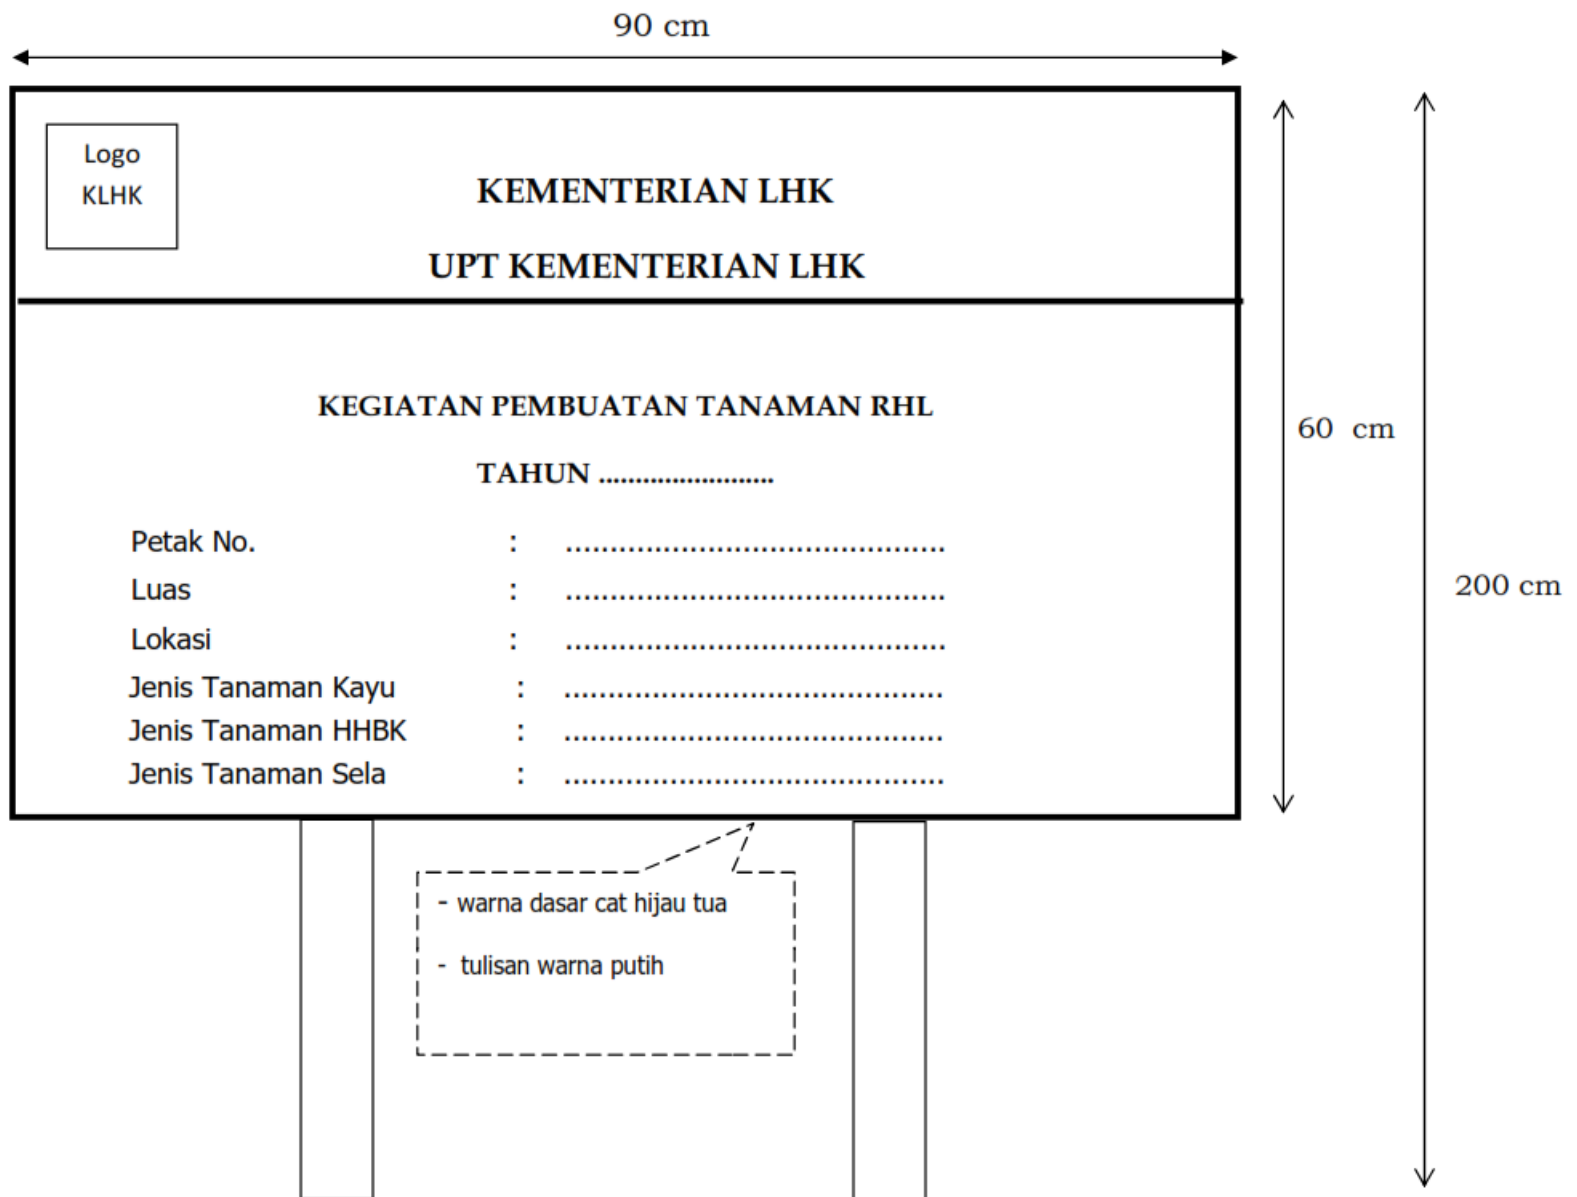 90 cm
Logo
KLHK
KEMENTERIAN LHK
UPT KEMENTERIAN LHK
KEGIATAN PEMBUATAN TANAMAN RHL
TAHUN ........................
60 cm
Petak No. : ...........................................
Luas : ...........................................
200 cm
Lokasi : ...........................................
Jenis Tanaman Kayu : ...........................................
Jenis Tanaman HHBK : ...........................................
Jenis Tanaman Sela : ...........................................
- warna dasar cat hijau tua
- tulisan warna putih